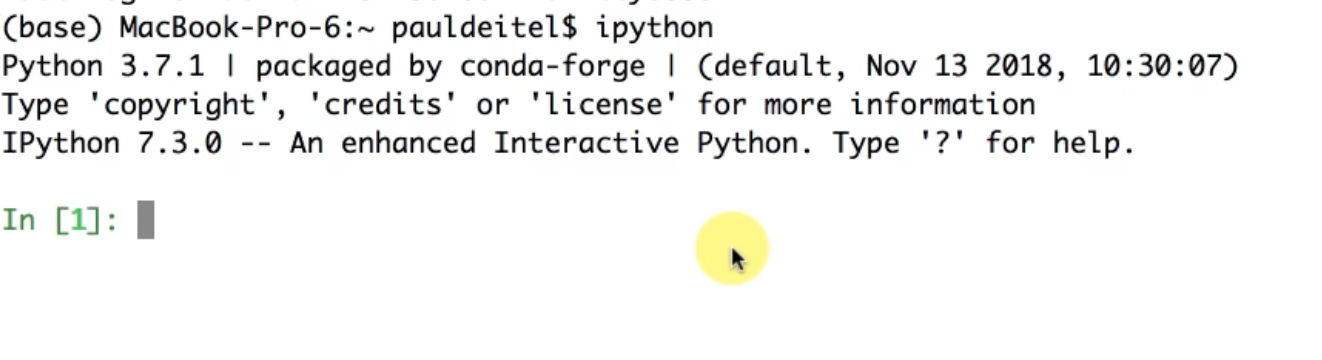 (base) MacBook-Pro-6:~ pauldeitel$ ipython
Python 3.7.1 | packaged by conda-forge | (default, Nov 13 2018, 10:30:07)
Type 'copyright', 'credits' or 'license' for more information
IPython 7.3.0 -- An enhanced Interactive Python. Type '?' for help.
In [1]: